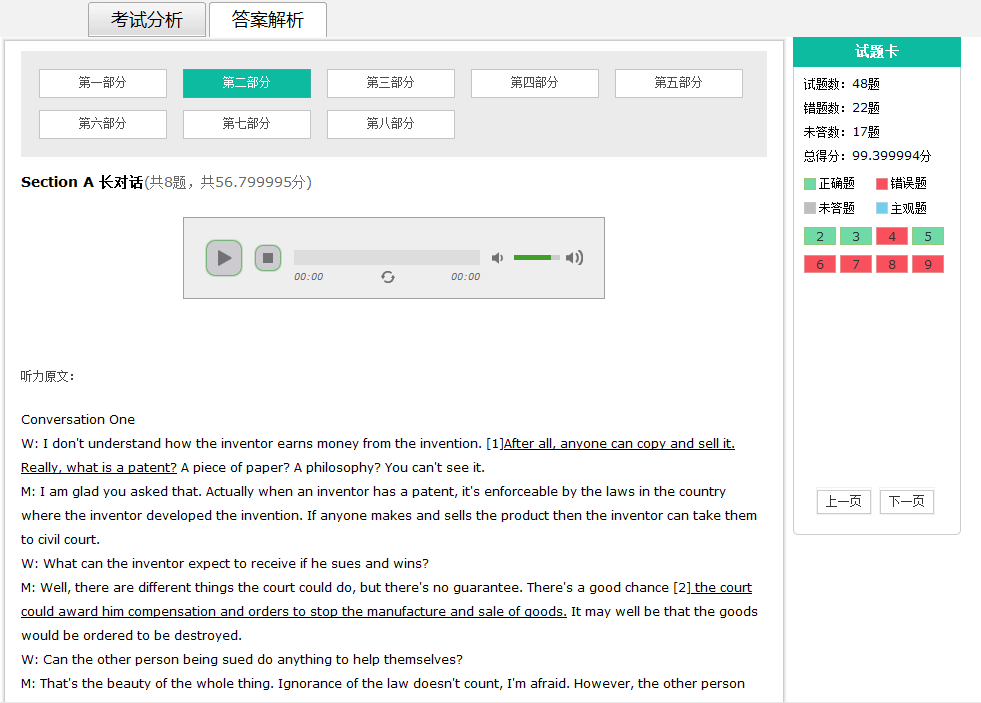 考试分析 答案解析
第一部分 第二部分 第三部分 第四部分 第五部分
第六部分 第七部分 第八部分
Section A 长对话(共8题，共56.799995分)
00:00 00:00
听力原文：
Conversation One
W: I don't understand how the inventor earns money from the invention. [1]After all, anyone can copy and sell it.
Really, what is a patent? A piece of paper? A philosophy? You can't see it.
M: I am glad you asked that. Actually when an inventor has a patent, it's enforceable by the laws in the country
where the inventor developed the invention. If anyone makes and sells the product then the inventor can take them
to civil court.
W: What can the inventor expect to receive if he sues and wins?
M: Well, there are different things the court could do, but there's no guarantee. There's a good chance [2] the court
could award him compensation and orders to stop the manufacture and sale of goods. It may well be that the goods
would be ordered to be destroyed.
W: Can the other person being sued do anything to help themselves?
M: That's the beauty of the whole thing. Ignorance of the law doesn't count, I'm afraid. However, the other person
试题卡
试题数：48题
错题数：22题
未答数：17题
总得分：99.399994分
正确题 错误题
未答题 主观题
2 3 4 5
6 7 8 9
上一页 下一页